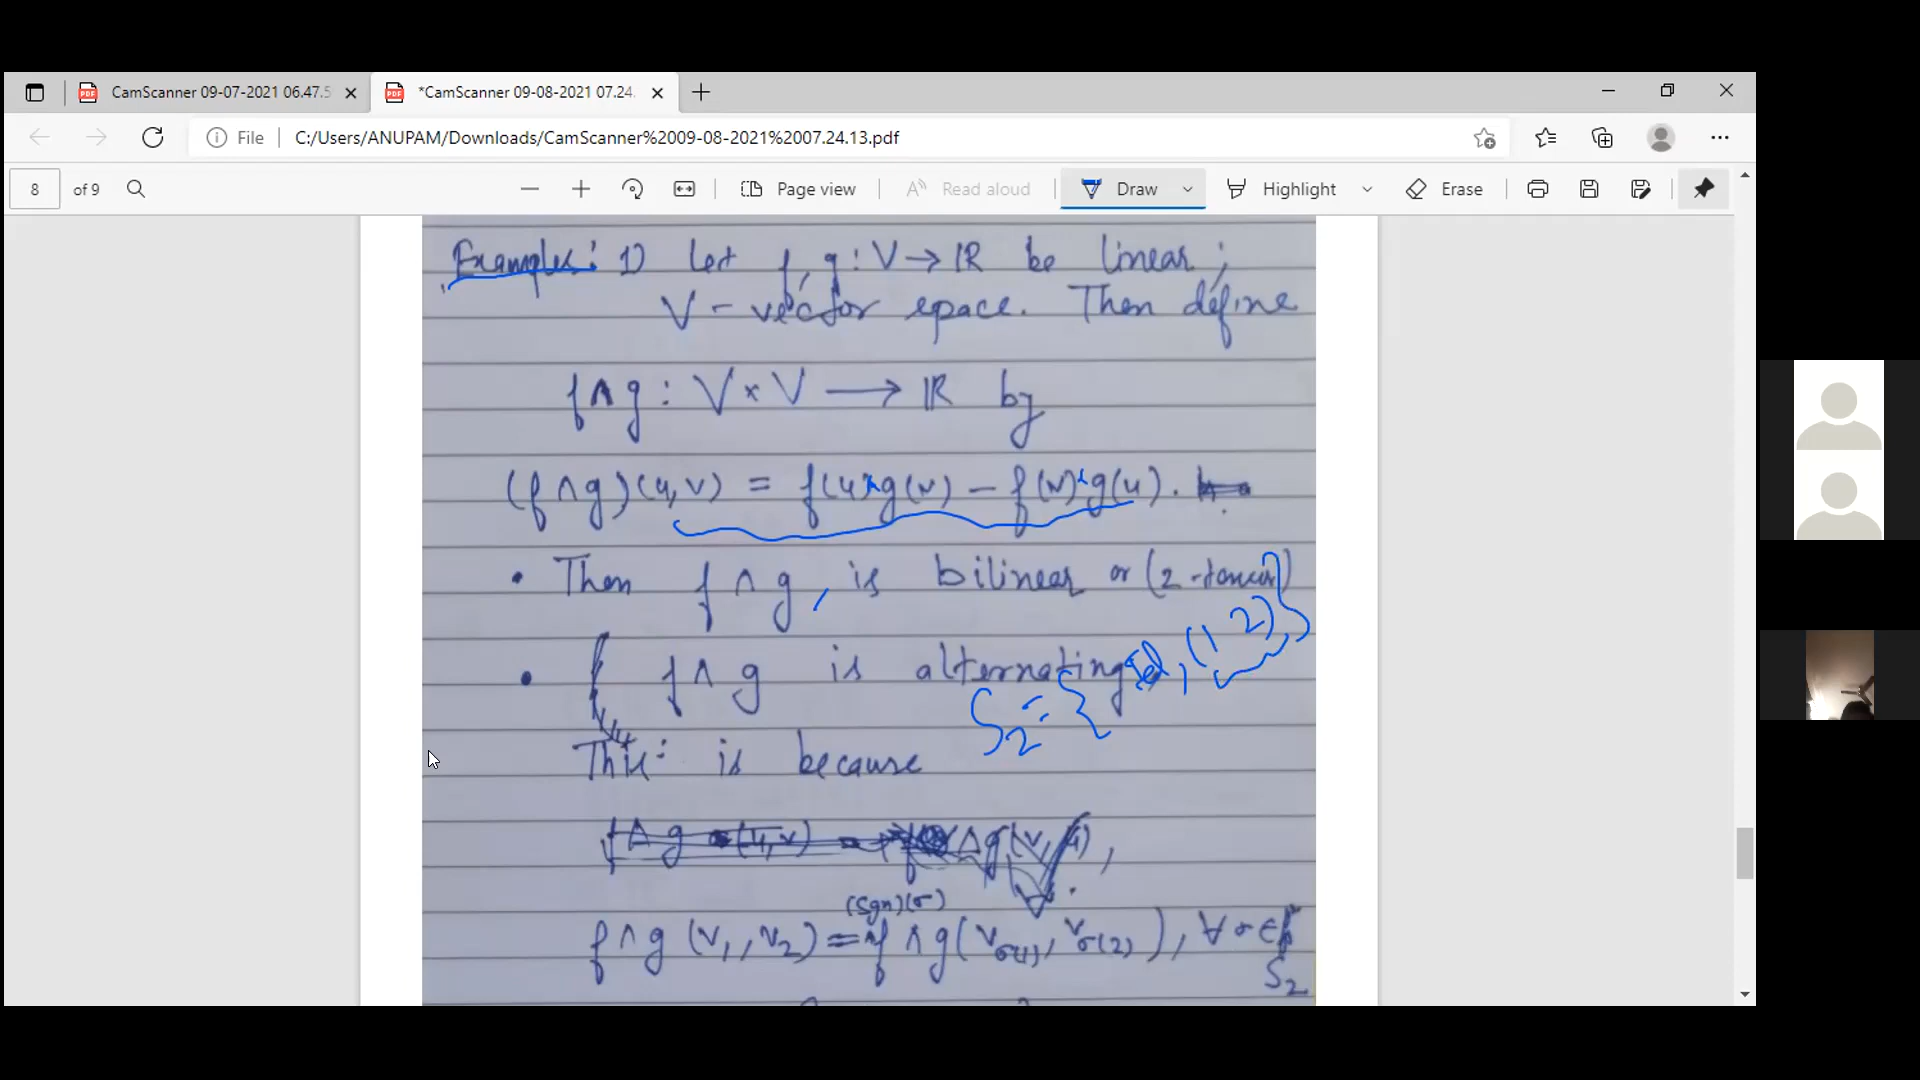 CamScanner 09-07-2021 06.47.5
*CamScanner 09-08-2021 07.24.
File
C:/Users/ANUPAM/Downloads/CamScanner%2009-08-2021%2007.24.13.pdf
8 of 9
Page view
Read aloud
Draw
Highlight
Erase
Examples: 1) Let f, g : V → ℝ be linear ;
V - vector space. Then define
f∧g : V × V → ℝ by
(f∧g)(u,v) = f(u)×g(v) − f(v)×g(u).
• Then f∧g, is bilinear or (2-tensor)
• f∧g is alternating
S₂ = { Id, (1 2), }
This is because
f∧g (u,v) = f∧g(v, u),
(sgn)(σ)
f∧g (v₁, v₂) = f∧g(v_σ(1), v_σ(2)), ∀ σ ∈
S₂